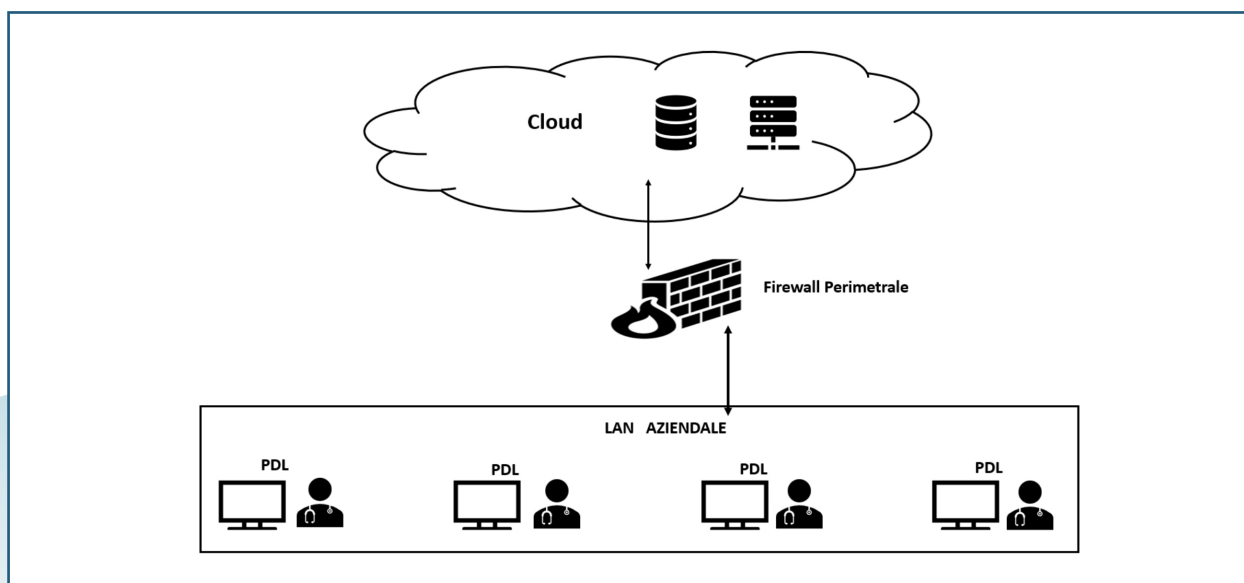 Cloud
Firewall Perimetrale
LAN AZIENDALE
PDL
PDL
PDL
PDL